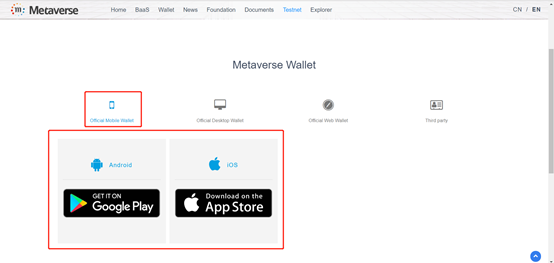 m Metaverse
Home BaaS Wallet News Foundation Documents Testnet Explorer
CN / EN
Metaverse Wallet
Official Mobile Wallet
Official Desktop Wallet
Official Web Wallet
Third party
Android
GET IT ON
Google Play
iOS
Download on the
App Store